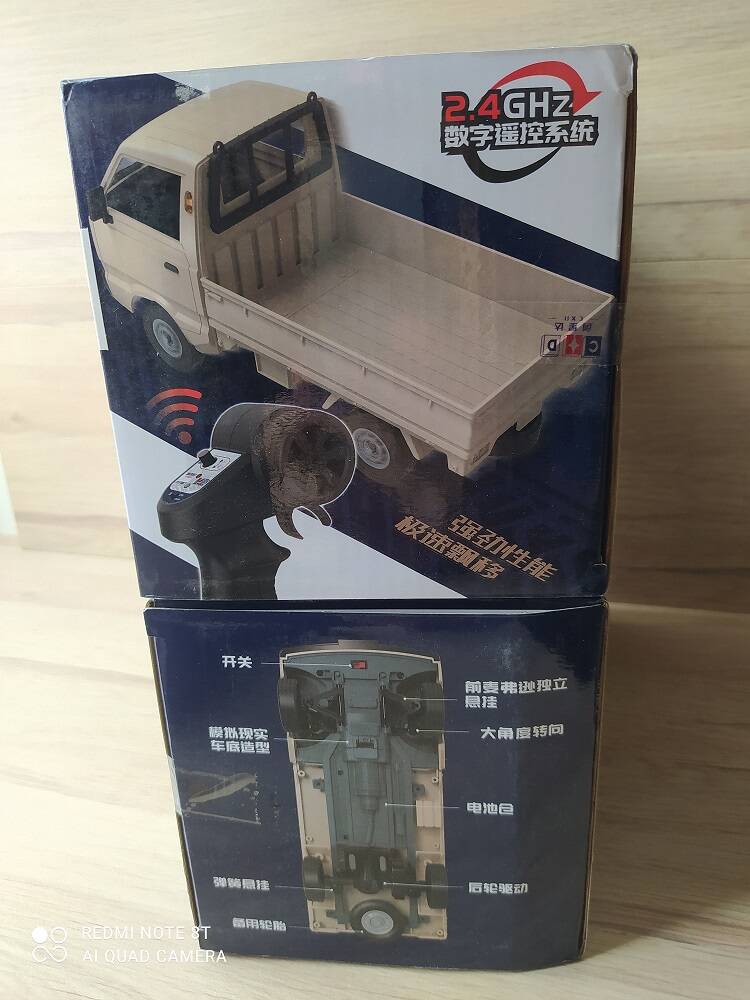 2.4GHz
数字遥控系统
强劲性能
极速飘移
开关
前麦弗逊独立
悬挂
模拟现实
车底造型
大角度转向
电池仓
弹簧悬挂
后轮驱动
备用轮胎
REDMI NOTE 8T
AI QUAD CAMERA